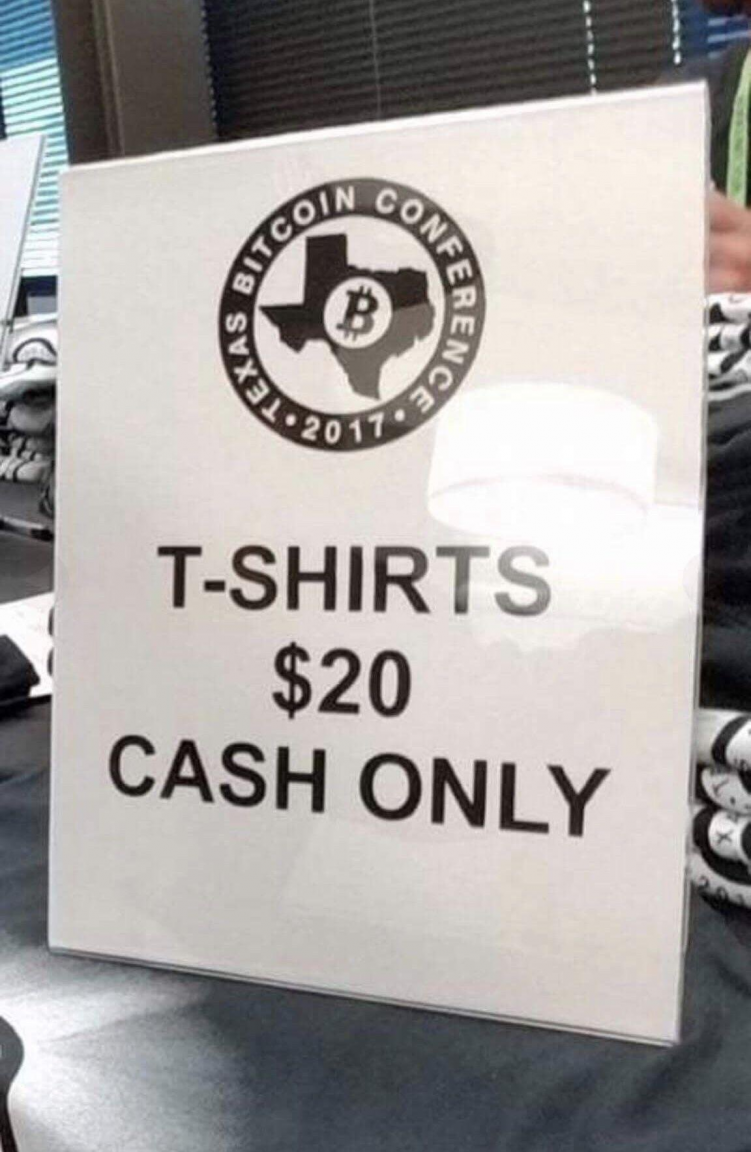 TEXAS BITCOIN CONFERENCE
• 2017 •
B
T-SHIRTS
$20
CASH ONLY